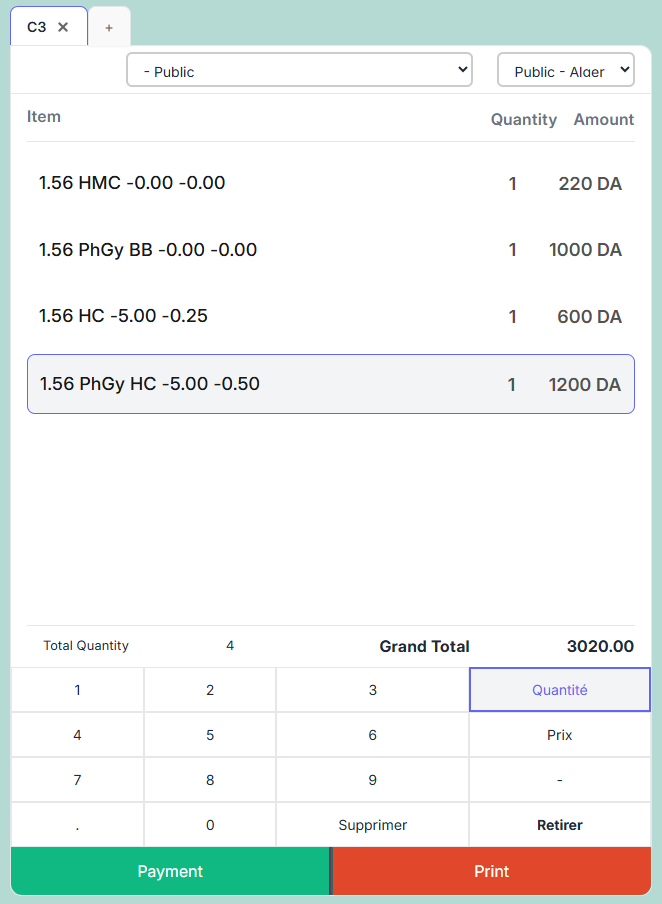 C3 ✕ +
- Public Public - Alger
Item Quantity Amount
1.56 HMC -0.00 -0.00 1 220 DA
1.56 PhGy BB -0.00 -0.00 1 1000 DA
1.56 HC -5.00 -0.25 1 600 DA
1.56 PhGy HC -5.00 -0.50 1 1200 DA
Total Quantity 4 Grand Total 3020.00
1 2 3 Quantité
4 5 6 Prix
7 8 9 -
. 0 Supprimer Retirer
Payment Print